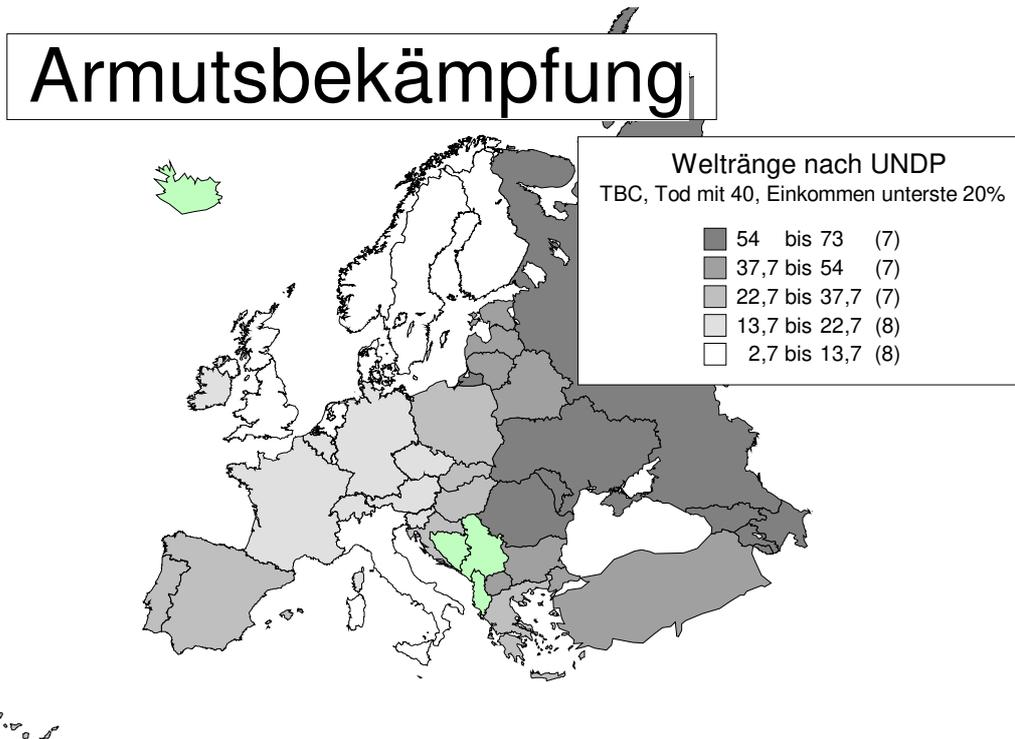 Armutsbekämpfung
Weltränge nach UNDP
TBC, Tod mit 40, Einkommen unterste 20%
54 bis 73 (7)
37,7 bis 54 (7)
22,7 bis 37,7 (7)
13,7 bis 22,7 (8)
2,7 bis 13,7 (8)